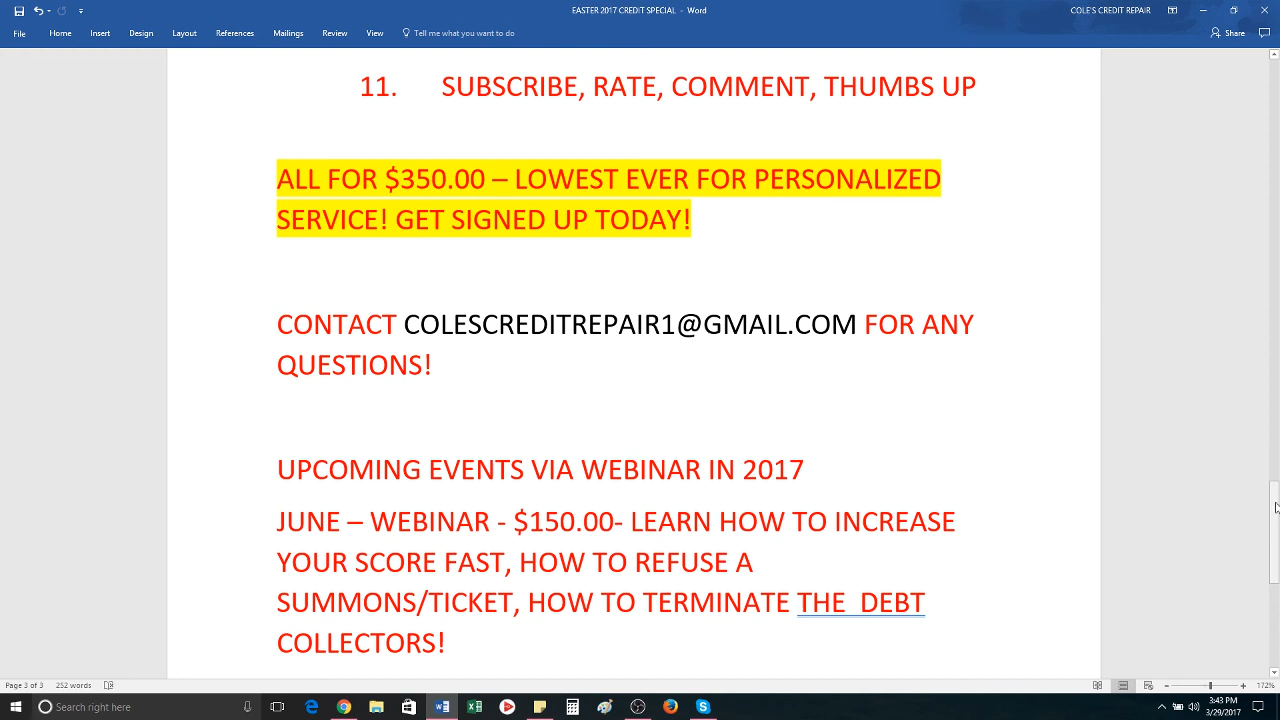 EASTER 2017 CREDIT SPECIAL - Word
COLE'S CREDIT REPAIR
File Home Insert Design Layout References Mailings Review View Tell me what you want to do
Share
11. SUBSCRIBE, RATE, COMMENT, THUMBS UP
ALL FOR $350.00 – LOWEST EVER FOR PERSONALIZED
SERVICE! GET SIGNED UP TODAY!
CONTACT COLESCREDITREPAIR1@GMAIL.COM FOR ANY
QUESTIONS!
UPCOMING EVENTS VIA WEBINAR IN 2017
JUNE – WEBINAR - $150.00- LEARN HOW TO INCREASE
YOUR SCORE FAST, HOW TO REFUSE A
SUMMONS/TICKET, HOW TO TERMINATE THE  DEBT
COLLECTORS!
Page 3 of 3 252 words
172%
Search right here
3:43 PM
3/29/2017